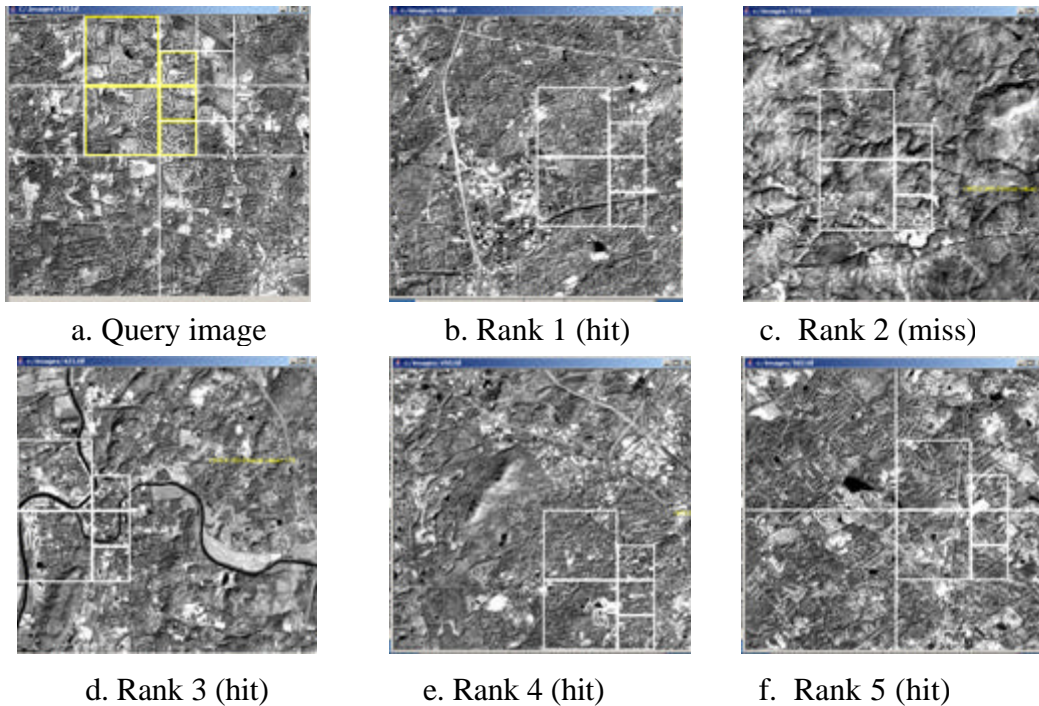 a. Query image
b. Rank 1 (hit)
c. Rank 2 (miss)
d. Rank 3 (hit)
e. Rank 4 (hit)
f. Rank 5 (hit)